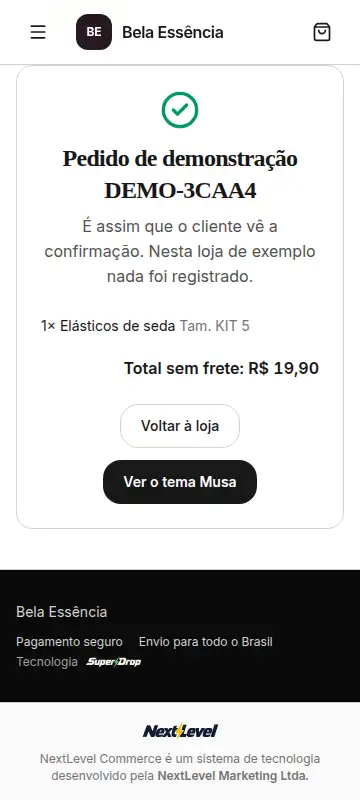 BE
Bela Essência
Pedido de demonstração
DEMO-3CAA4
É assim que o cliente vê a
confirmação. Nesta loja de exemplo
nada foi registrado.
1× Elásticos de seda Tam. KIT 5
Total sem frete: R$ 19,90
Voltar à loja
Ver o tema Musa
Bela Essência
Pagamento seguro Envio para todo o Brasil
Tecnologia Super/Drop
NextLevel
NextLevel Commerce é um sistema de tecnologia
desenvolvido pela NextLevel Marketing Ltda.